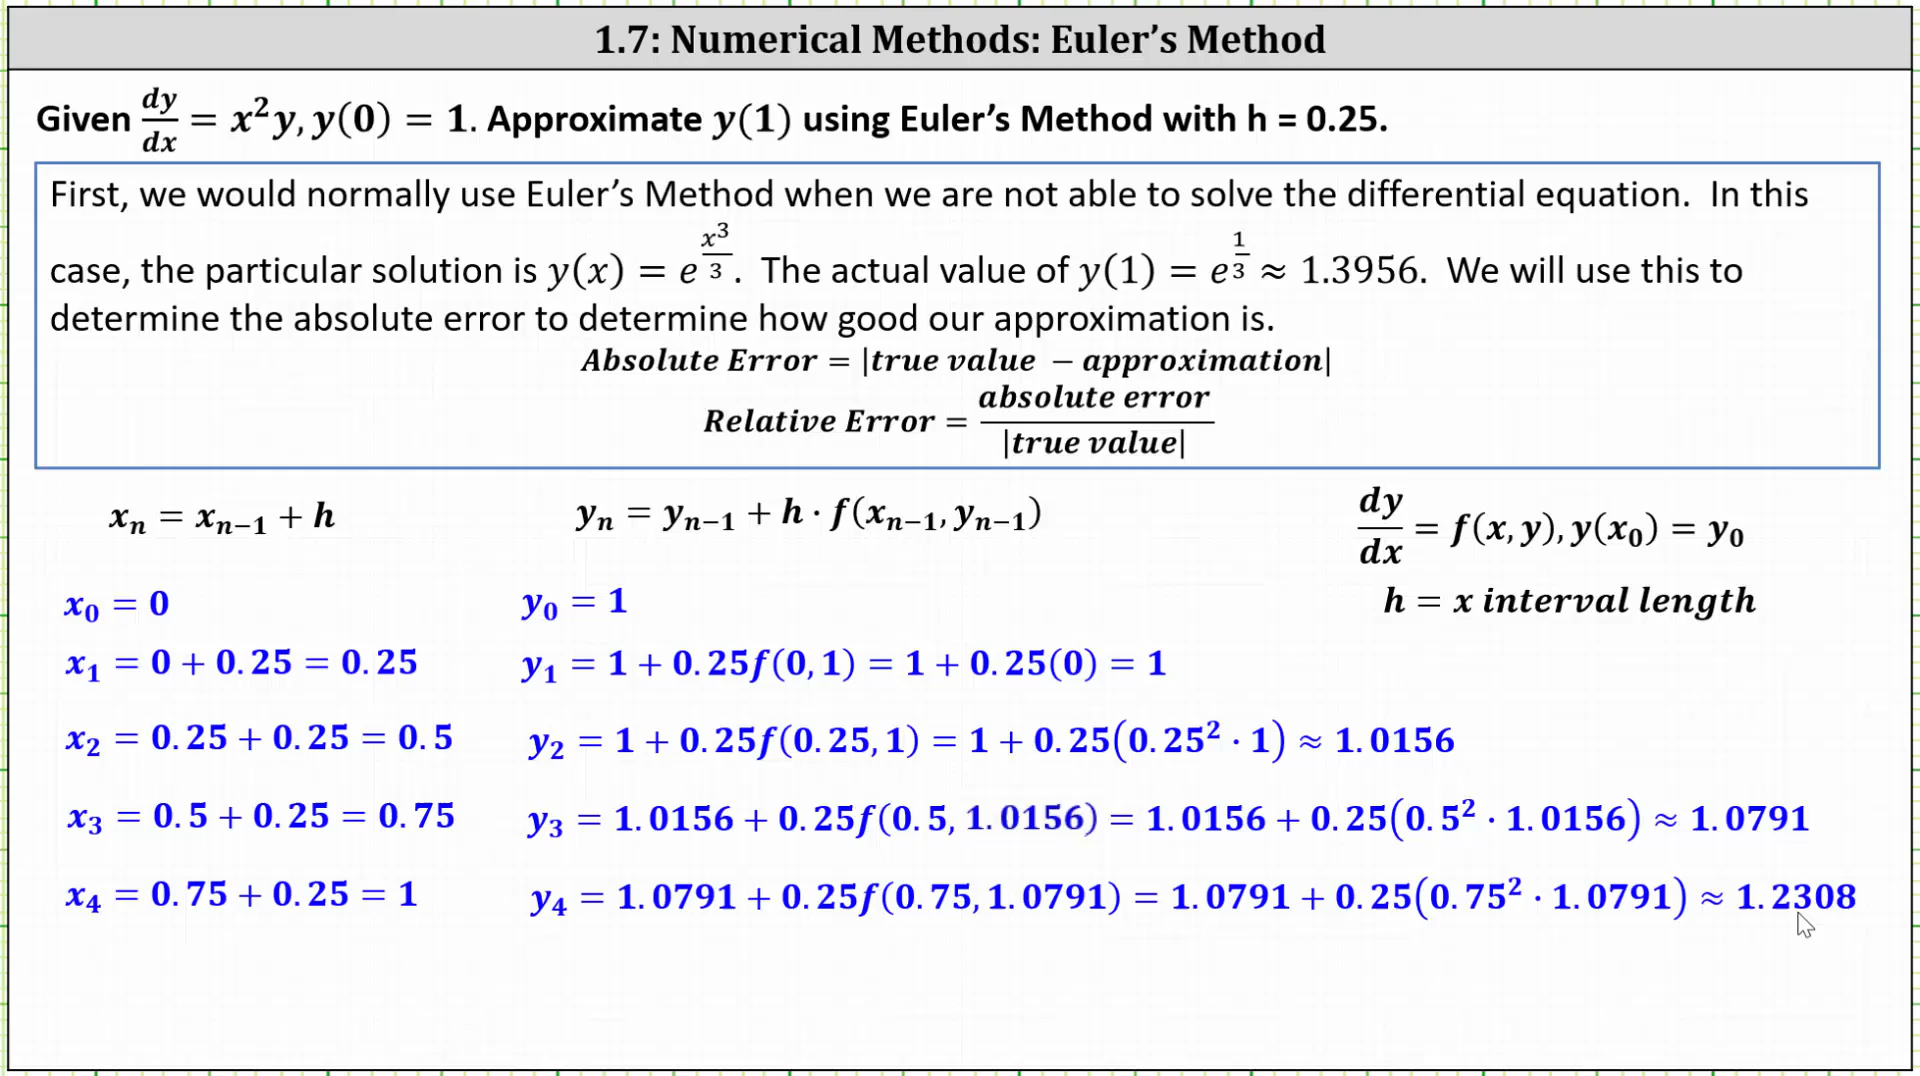 1.7: Numerical Methods: Euler's Method
Given dy/dx = x²y, y(0) = 1. Approximate y(1) using Euler's Method with h = 0.25.
First, we would normally use Euler's Method when we are not able to solve the differential equation. In this
case, the particular solution is y(x) = e^(x³/3). The actual value of y(1) = e^(1/3) ≈ 1.3956. We will use this to
determine the absolute error to determine how good our approximation is.
Absolute Error = |true value − approximation|
Relative Error = absolute error / |true value|
xₙ = xₙ₋₁ + h yₙ = yₙ₋₁ + h · f(xₙ₋₁, yₙ₋₁) dy/dx = f(x, y), y(x₀) = y₀
x₀ = 0 y₀ = 1 h = x interval length
x₁ = 0 + 0.25 = 0.25 y₁ = 1 + 0.25f(0, 1) = 1 + 0.25(0) = 1
x₂ = 0.25 + 0.25 = 0.5 y₂ = 1 + 0.25f(0.25, 1) = 1 + 0.25(0.25² · 1) ≈ 1.0156
x₃ = 0.5 + 0.25 = 0.75 y₃ = 1.0156 + 0.25f(0.5, 1.0156) = 1.0156 + 0.25(0.5² · 1.0156) ≈ 1.0791
x₄ = 0.75 + 0.25 = 1 y₄ = 1.0791 + 0.25f(0.75, 1.0791) = 1.0791 + 0.25(0.75² · 1.0791) ≈ 1.2308